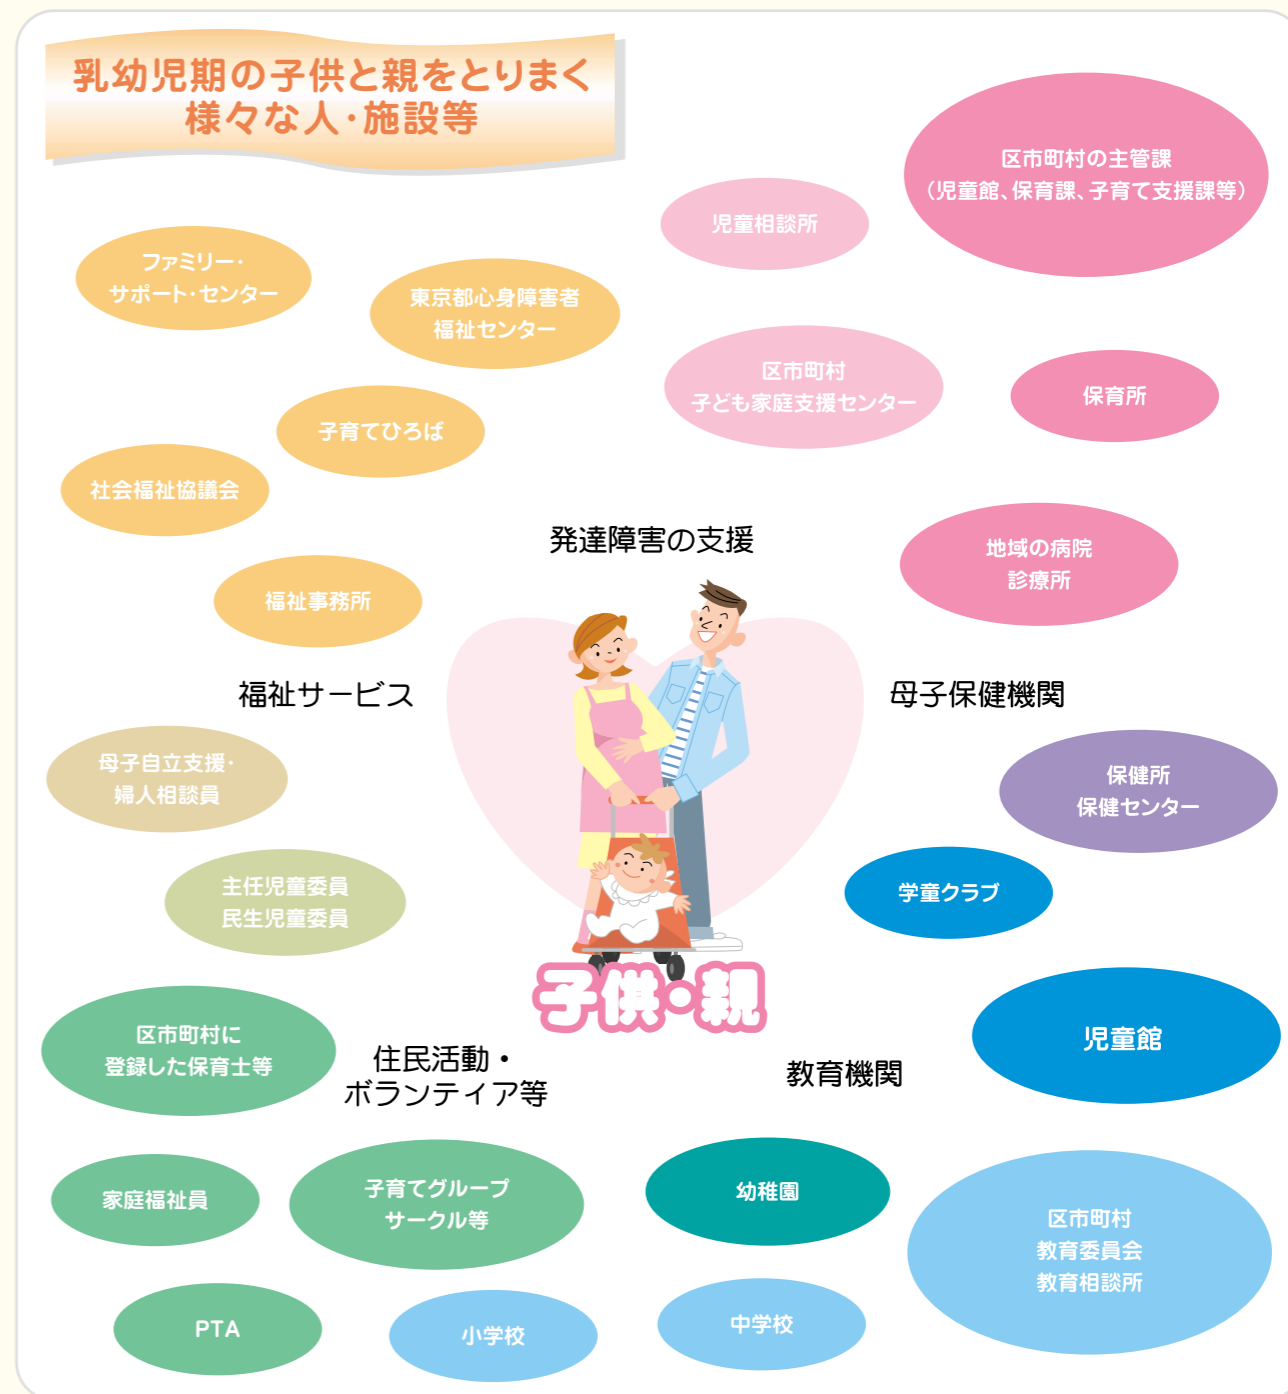 乳幼児期の子供と親をとりまく
様々な人・施設等
区市町村の主管課
（児童館、保育課、子育て支援課等）
児童相談所
ファミリー・
サポート・センター
東京都心身障害者
福祉センター
区市町村
子ども家庭支援センター
保育所
子育てひろば
社会福祉協議会
発達障害の支援
地域の病院
診療所
福祉事務所
福祉サービス
母子保健機関
母子自立支援・
婦人相談員
保健所
保健センター
主任児童委員
民生児童委員
学童クラブ
子供・親
区市町村に
登録した保育士等
児童館
住民活動・
ボランティア等
教育機関
家庭福祉員
子育てグループ
サークル等
幼稚園
区市町村
教育委員会
教育相談所
PTA
小学校
中学校